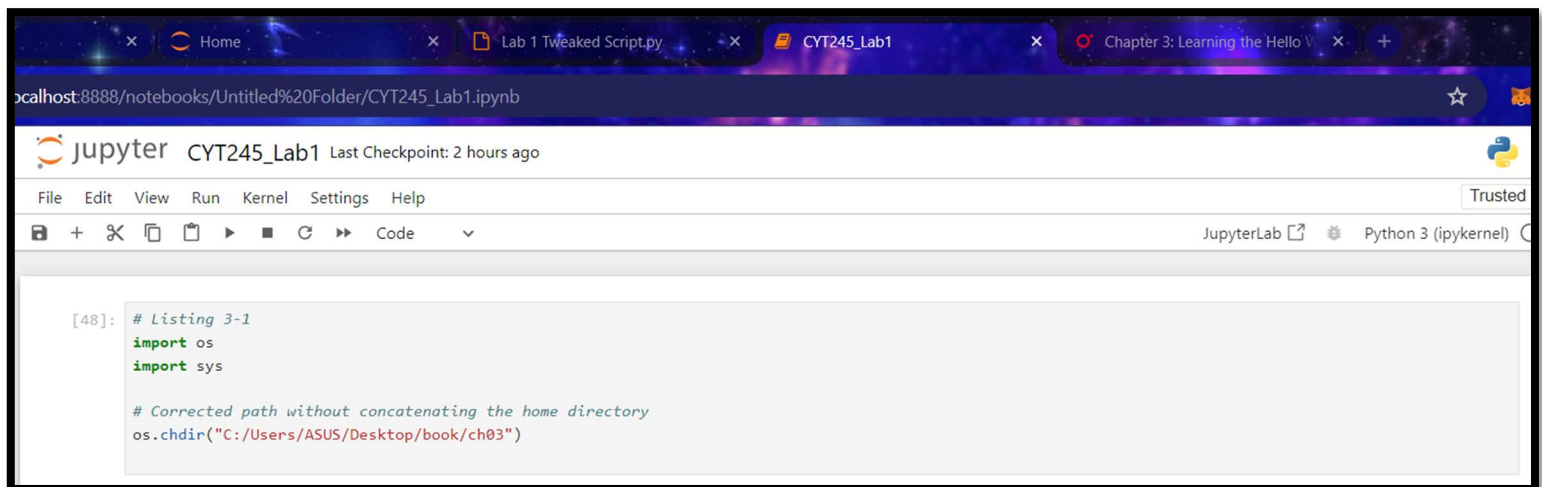 Home
Lab 1 Tweaked Script.py
CYT245_Lab1
Chapter 3: Learning the Hello
localhost:8888/notebooks/Untitled%20Folder/CYT245_Lab1.ipynb
jupyter CYT245_Lab1 Last Checkpoint: 2 hours ago
File Edit View Run Kernel Settings Help Trusted
Code JupyterLab Python 3 (ipykernel)
[48]: # Listing 3-1
import os
import sys
# Corrected path without concatenating the home directory
os.chdir("C:/Users/ASUS/Desktop/book/ch03")